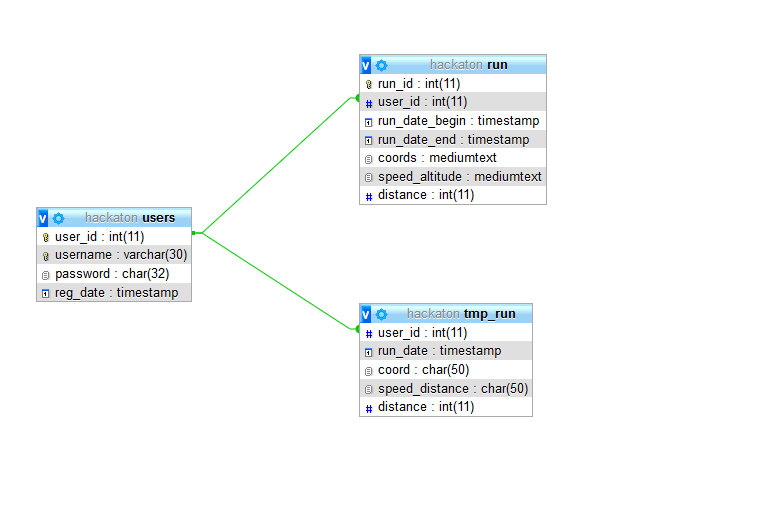 hackaton run
run_id : int(11)
user_id : int(11)
run_date_begin : timestamp
run_date_end : timestamp
coords : mediumtext
speed_altitude : mediumtext
distance : int(11)
hackaton users
user_id : int(11)
username : varchar(30)
password : char(32)
reg_date : timestamp
hackaton tmp_run
user_id : int(11)
run_date : timestamp
coord : char(50)
speed_distance : char(50)
distance : int(11)